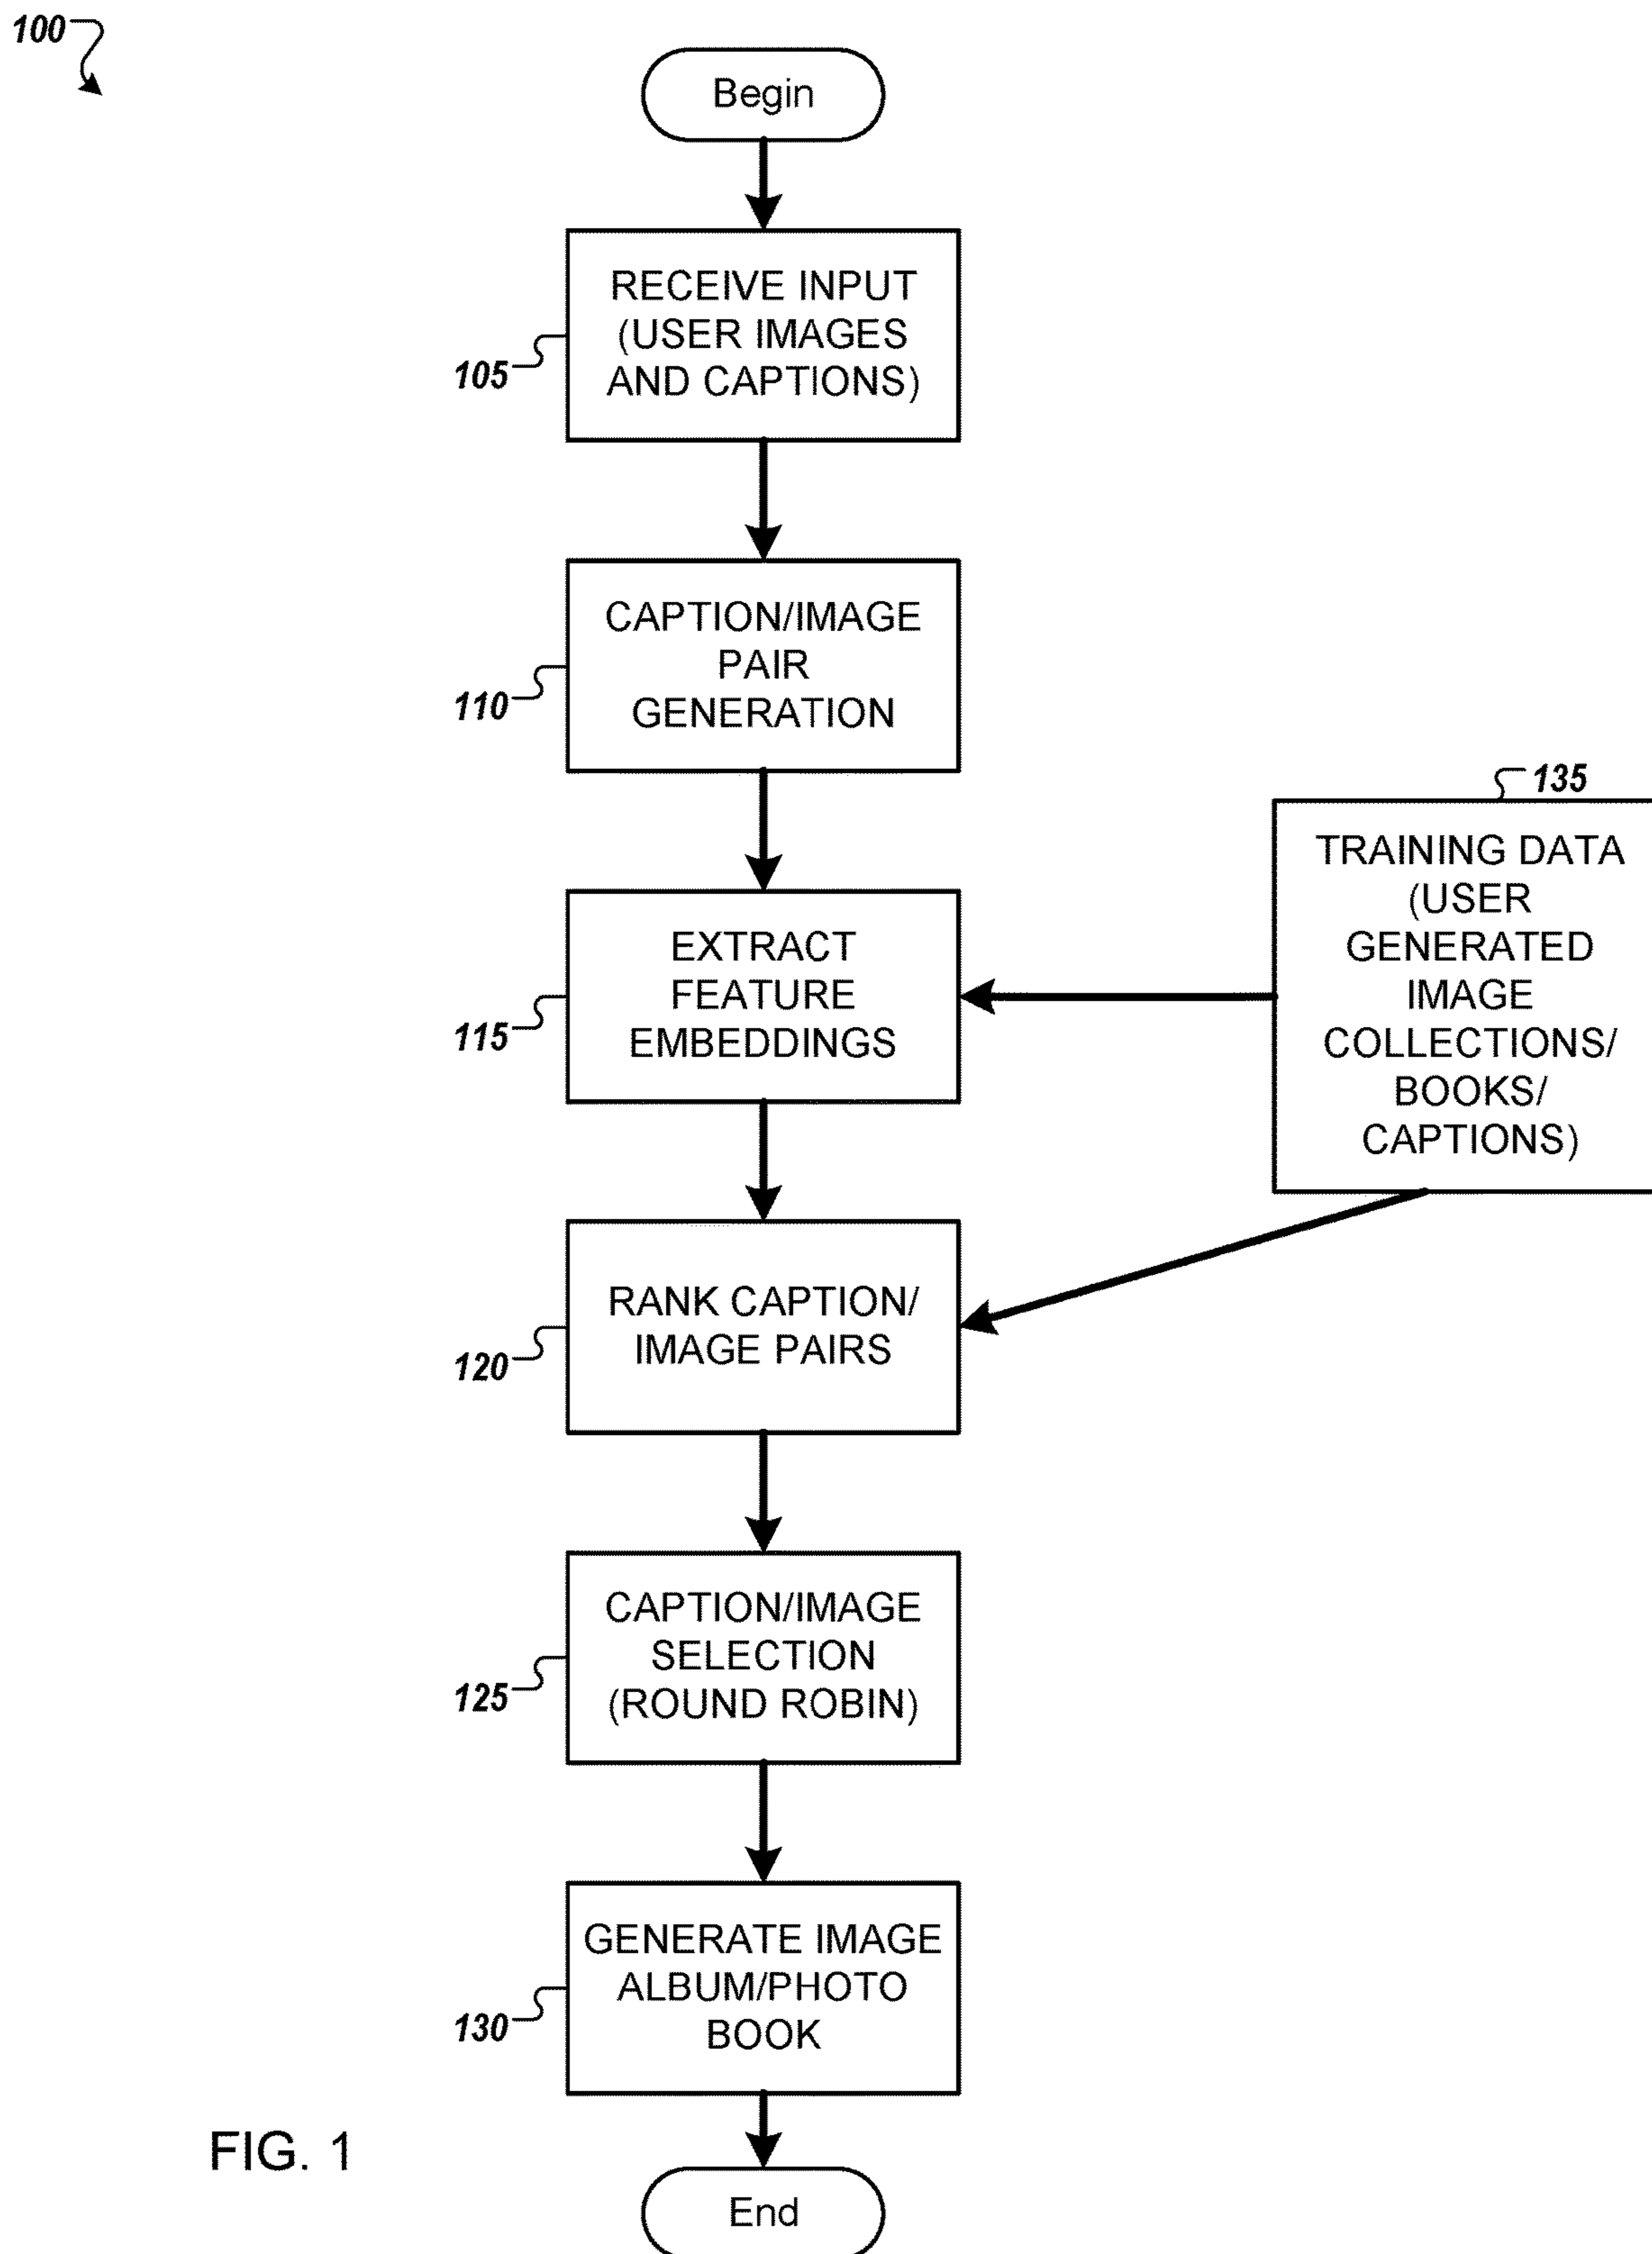 100
Begin
RECEIVE INPUT
(USER IMAGES
AND CAPTIONS)
105
CAPTION/IMAGE
PAIR
GENERATION
110
135
TRAINING DATA
(USER
GENERATED
IMAGE
COLLECTIONS/
BOOKS/
CAPTIONS)
EXTRACT
FEATURE
EMBEDDINGS
115
RANK CAPTION/
IMAGE PAIRS
120
CAPTION/IMAGE
SELECTION
(ROUND ROBIN)
125
GENERATE IMAGE
ALBUM/PHOTO
BOOK
130
FIG. 1
End